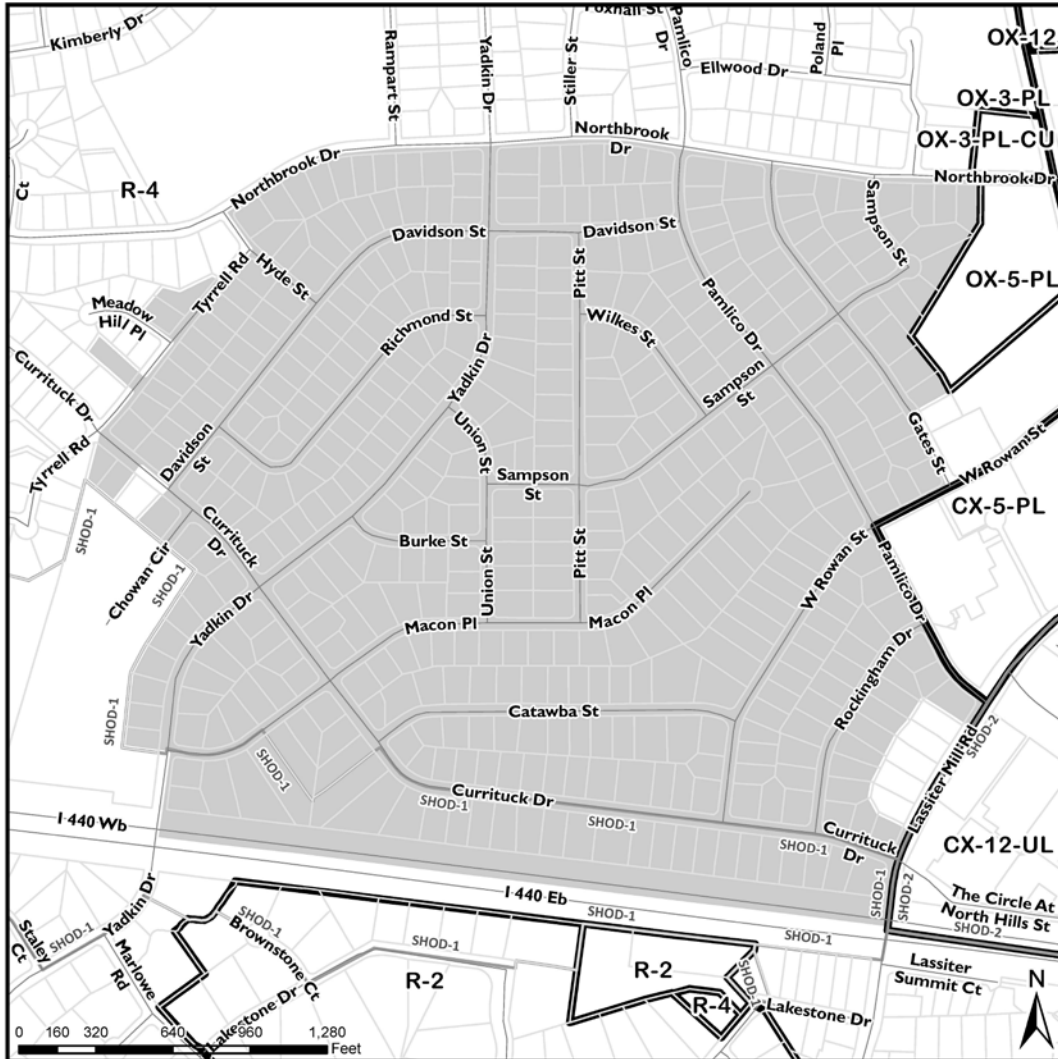 Kimberly Dr
Rampart St
Yadkin Dr
Stiller St
Foxhall St
Dr
Pamlico
Ellwood Dr
Poland
Pl
OX-12
OX-3-PL
OX-3-PL-CU
Northbrook Dr
Northbrook
Dr
Northbrook Dr
R-4
Ct
Sampson St
Davidson St
Davidson St
Pitt St
Hyde St
Tyrrell Rd
OX-5-PL
Meadow
Hill Pl
Richmond St
Wilkes St
Pamlico Dr
Yadkin Dr
Currituck Dr
Sampson
St
Tyrrell Rd
Davidson
St
Union St
Gates St
W Rowan St
Sampson
St
CX-5-PL
SHOD-1
Currituck
Dr
Burke St
Union St
Pitt St
W Rowan St
Pamlico Dr
Chowan Cir
SHOD-1
Yadkin Dr
Macon Pl
Macon Pl
Rockingham Dr
SHOD-1
Catawba St
SHOD-2
Lassiter Mill Rd
SHOD-1
Currituck Dr
SHOD-1
SHOD-1
SHOD-1
Currituck
Dr
CX-12-UL
I 440 Wb
SHOD-1
SHOD-2
The Circle At
North Hills St
SHOD-2
I 440 Eb
SHOD-1
SHOD-1
Yadkin Dr
SHOD-1
Staley
Ct
SHOD-1
Brownstone Ct
Marlowe
Rd
Lakestone Dr
R-2
R-2
SHOD-1
R-4
Lakestone Dr
Lassiter
Summit Ct
N
0 160 320 640 960 1,280
Feet